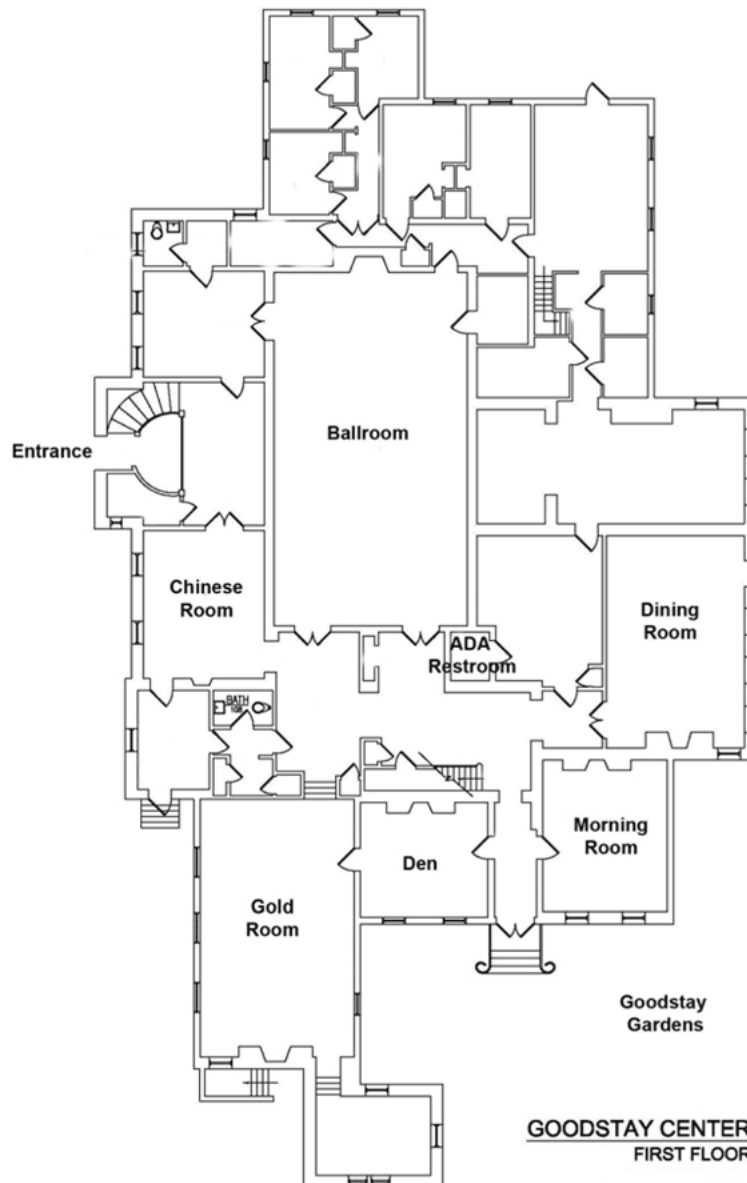 Entrance
Ballroom
Chinese
Room
ADA
Restroom
Dining
Room
BATH
Morning
Room
Den
Gold
Room
Goodstay
Gardens
GOODSTAY CENTER
FIRST FLOOR